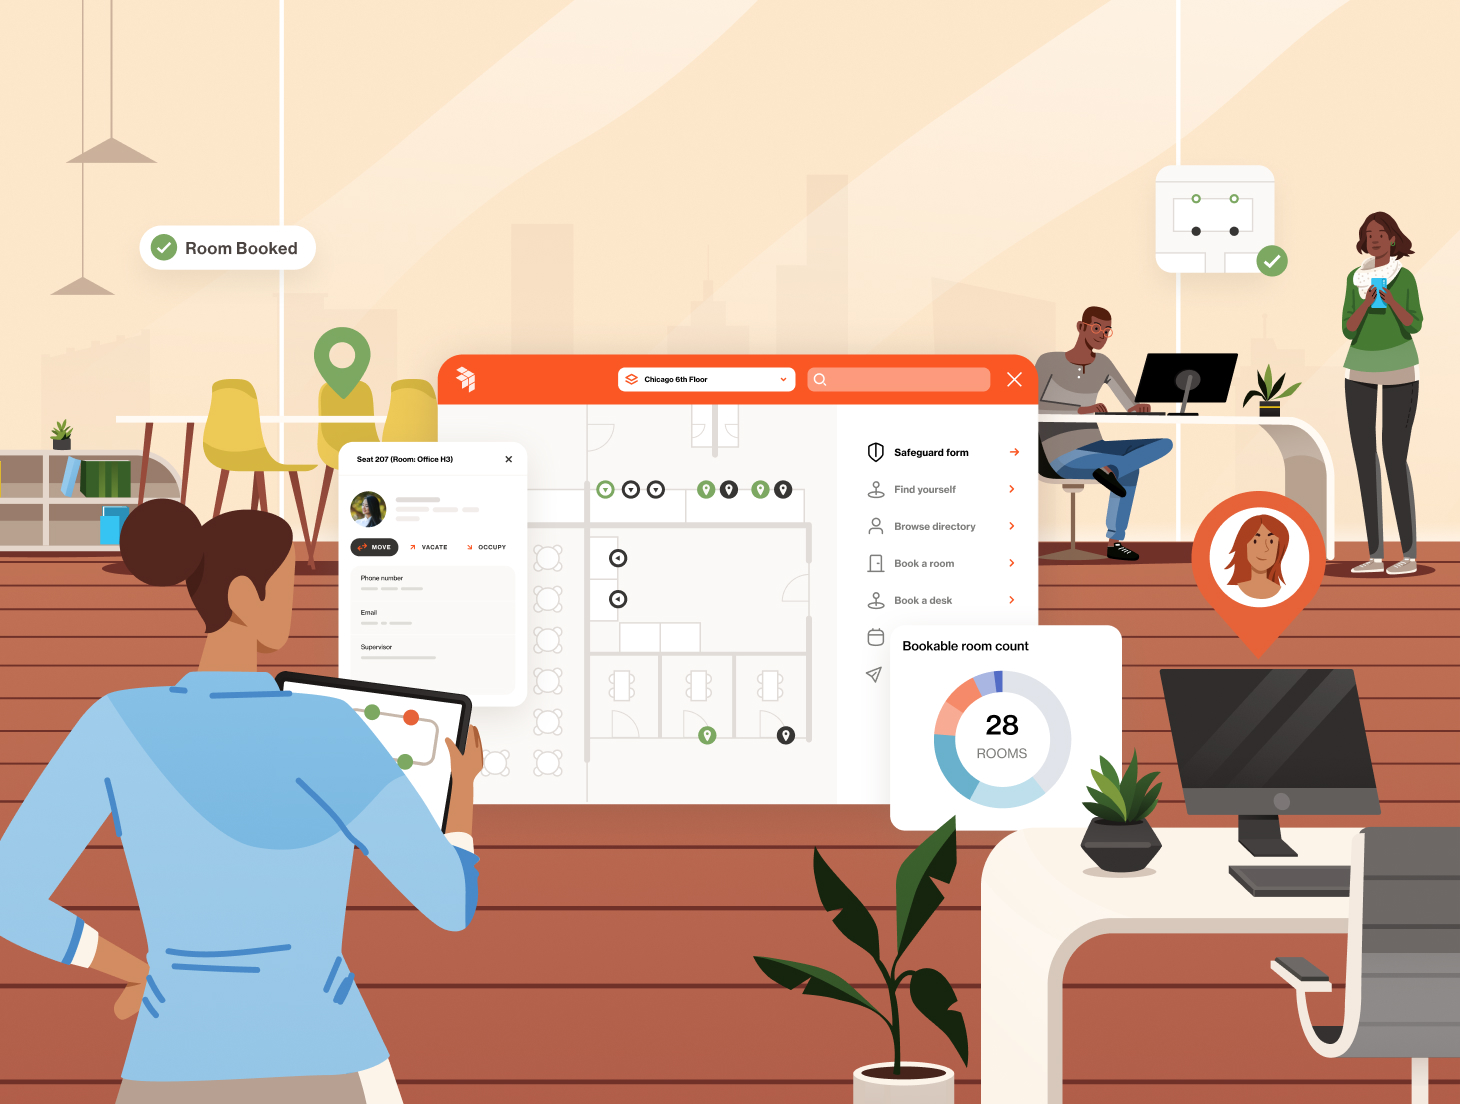 Room Booked
Chicago 6th Floor
Seat 207 (Room: Office H3)
MOVE
VACATE
OCCUPY
Phone number
Email
Supervisor
Safeguard form
Find yourself
Browse directory
Book a room
Book a desk
Bookable room count
28
ROOMS